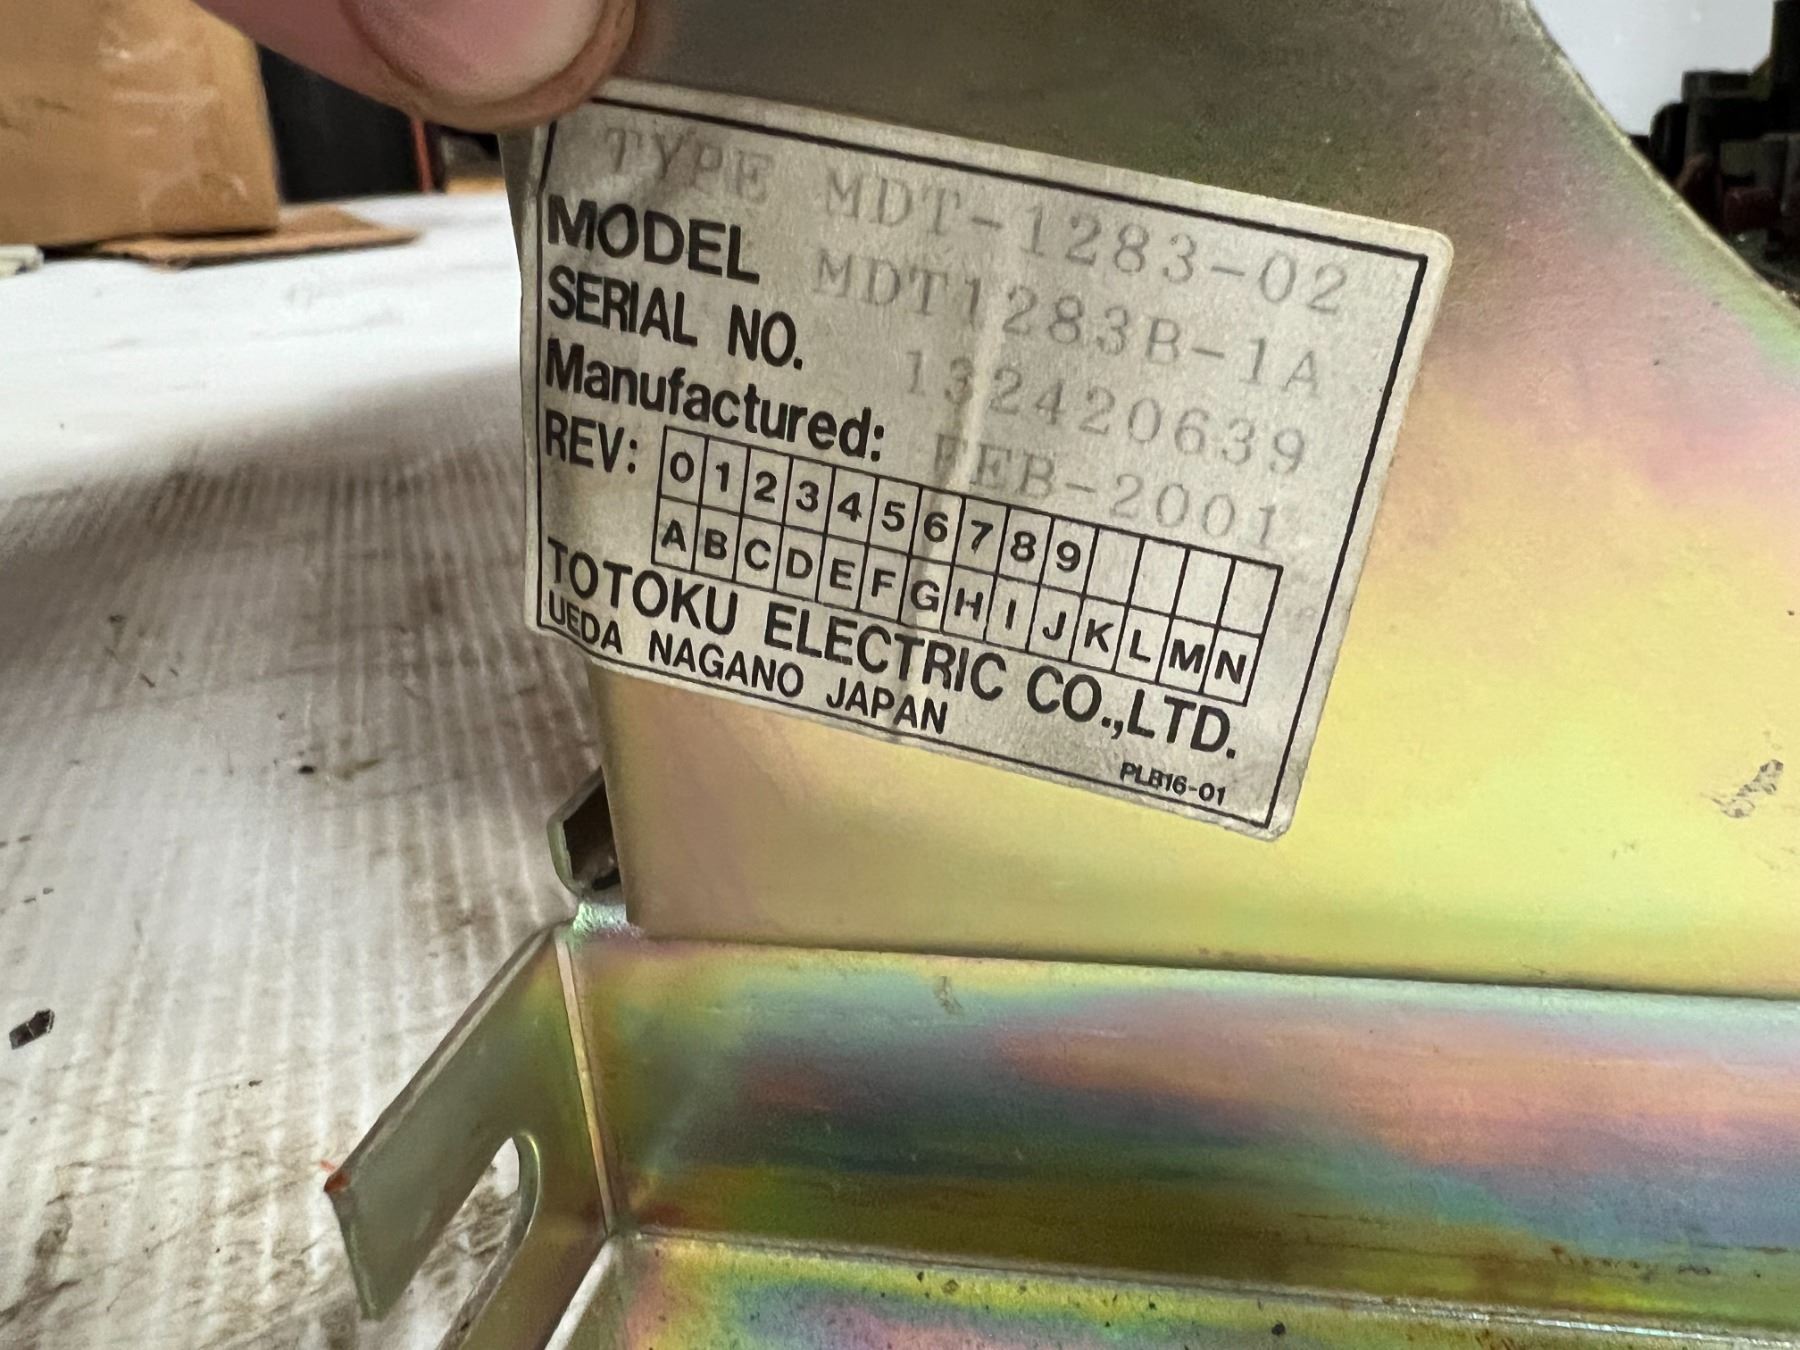 TYPE MDT-1283-02
MODEL MDT1283B-1A
SERIAL NO. 132420639
Manufactured: FEB-2001
REV: 0 1 2 3 4 5 6 7 8 9
A B C D E F G H I J K L M N
TOTOKU ELECTRIC CO.,LTD.
UEDA NAGANO JAPAN
PLB16-01